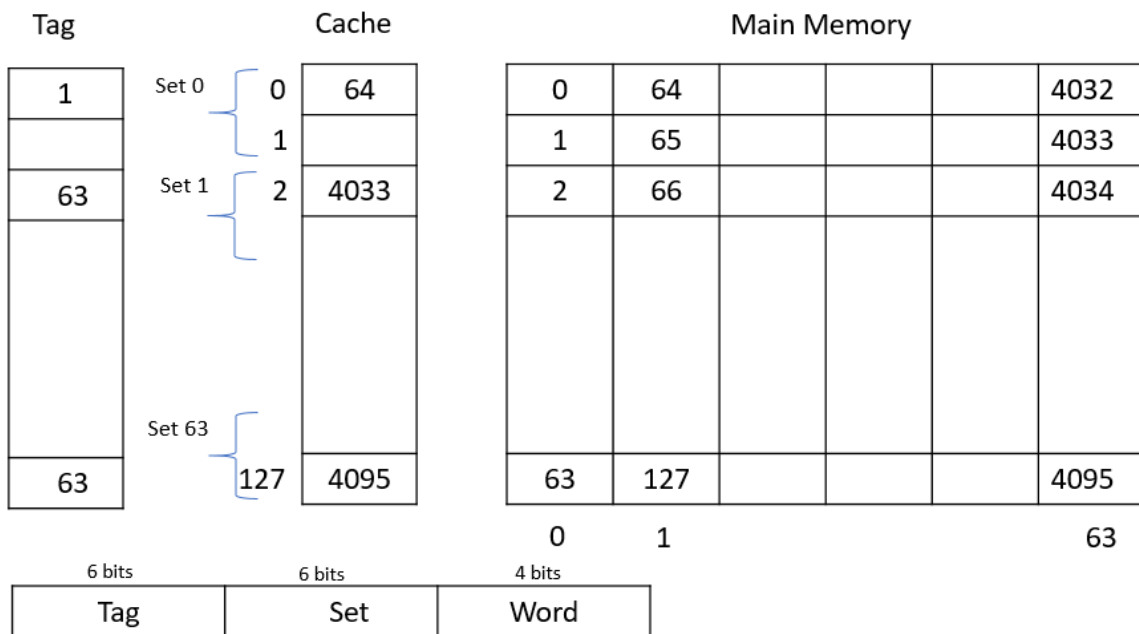 Tag Cache Main Memory
1 Set 0 0 64 0 64 4032
1 1 65 4033
63 Set 1 2 4033 2 66 4034
Set 63
63 127 4095 63 127 4095
0 1 63
6 bits 6 bits 4 bits
Tag Set Word